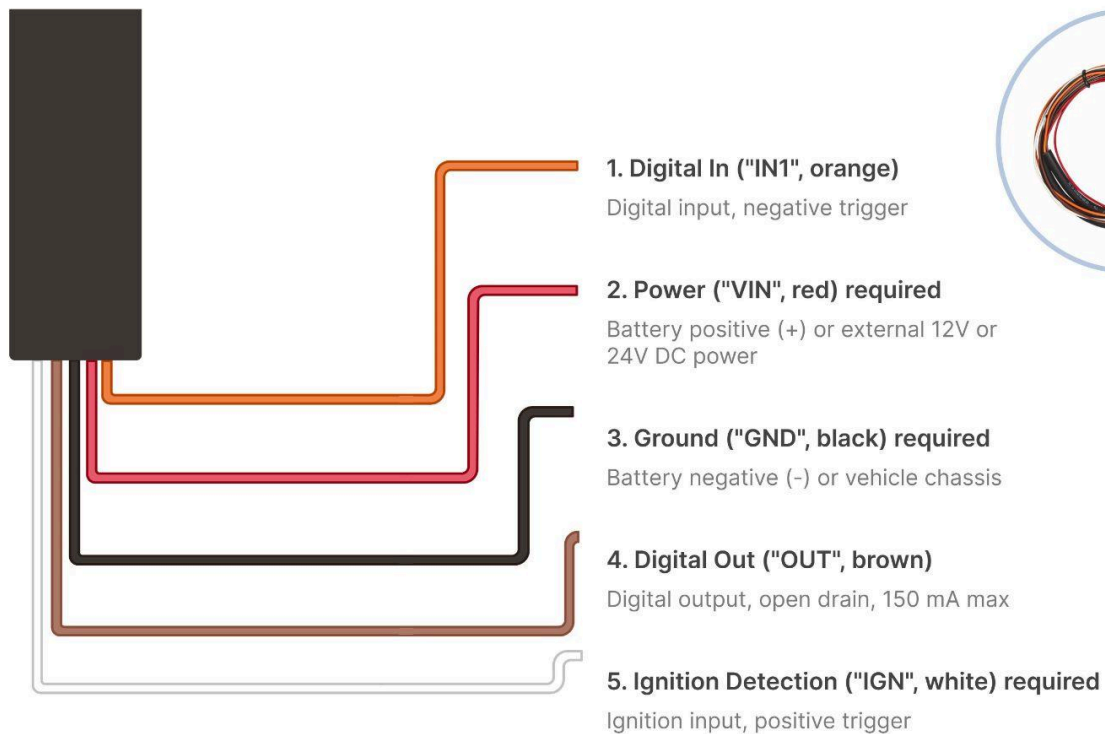 1. Digital In ("IN1", orange)
Digital input, negative trigger
2. Power ("VIN", red) required
Battery positive (+) or external 12V or
24V DC power
3. Ground ("GND", black) required
Battery negative (-) or vehicle chassis
4. Digital Out ("OUT", brown)
Digital output, open drain, 150 mA max
5. Ignition Detection ("IGN", white) required
Ignition input, positive trigger